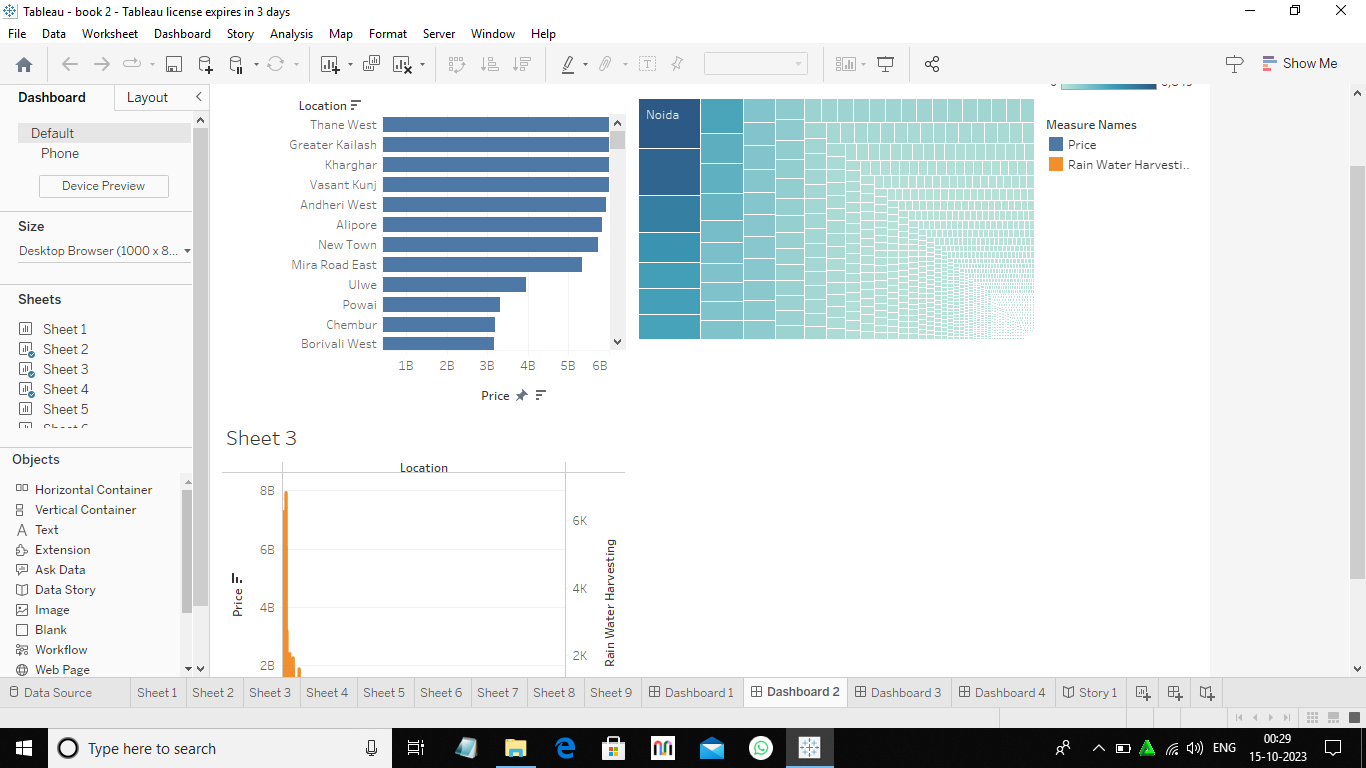 Tableau - book 2 - Tableau license expires in 3 days
File Data Worksheet Dashboard Story Analysis Map Format Server Window Help
Show Me
Dashboard Layout
Default
Phone
Device Preview
Size
Desktop Browser (1000 x 8...
Sheets
Sheet 1
Sheet 2
Sheet 3
Sheet 4
Sheet 5
Objects
Horizontal Container
Vertical Container
Text
Extension
Ask Data
Data Story
Image
Blank
Workflow
Web Page
Location
Thane West
Greater Kailash
Kharghar
Vasant Kunj
Andheri West
Alipore
New Town
Mira Road East
Ulwe
Powai
Chembur
Borivali West
1B 2B 3B 4B 5B 6B
Price
Noida
Measure Names
Price
Rain Water Harvesti..
Sheet 3
Location
8B
6B
4B
2B
Price
6K
4K
2K
Rain Water Harvesting
Data Source Sheet 1 Sheet 2 Sheet 3 Sheet 4 Sheet 5 Sheet 6 Sheet 7 Sheet 8 Sheet 9 Dashboard 1 Dashboard 2 Dashboard 3 Dashboard 4 Story 1
Type here to search
ENG
00:29
15-10-2023